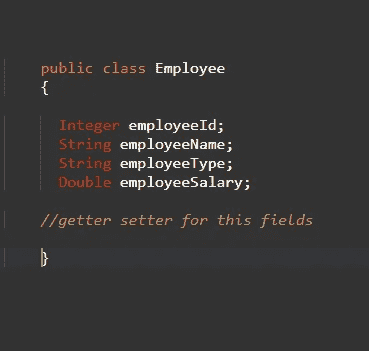 public class Employee
{
Integer employeeId;
String employeeName;
String employeeType;
Double employeeSalary;
//getter setter for this fields
}